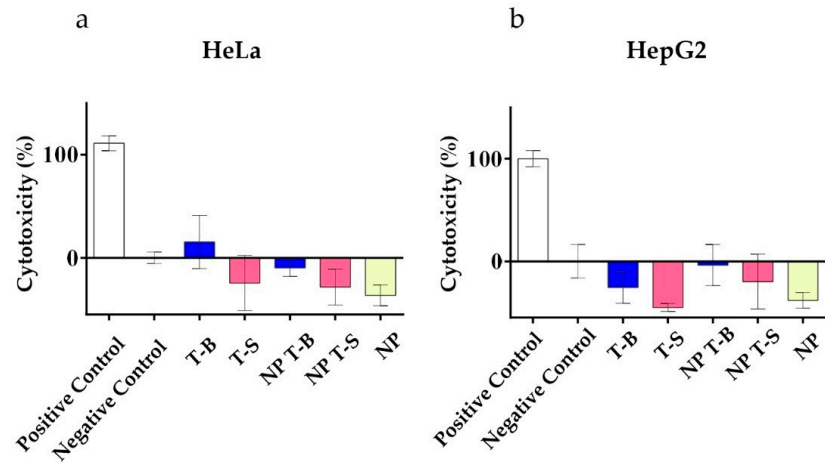 a
HeLa
Cytotoxicity (%)
100
0
Positive Control
Negative Control
T-B
T-S
NP T-B
NP T-S
NP
b
HepG2
Cytotoxicity (%)
100
0
Positive Control
Negative Control
T-B
T-S
NP T-B
NP T-S
NP